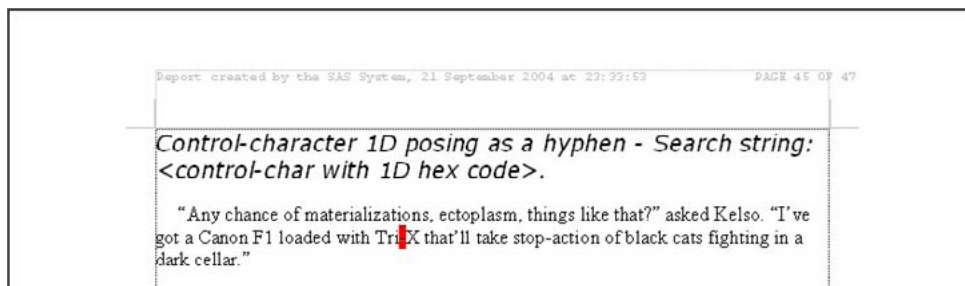 Report created by the SAS System, 21 September 2004 at 23:33:53 PAGE 45 OF 47
Control-character 1D posing as a hyphen - Search string:
<control-char with 1D hex code>.
“Any chance of materializations, ectoplasm, things like that?” asked Kelso. “I’ve
got a Canon F1 loaded with Tri-X that’ll take stop-action of black cats fighting in a
dark cellar.”